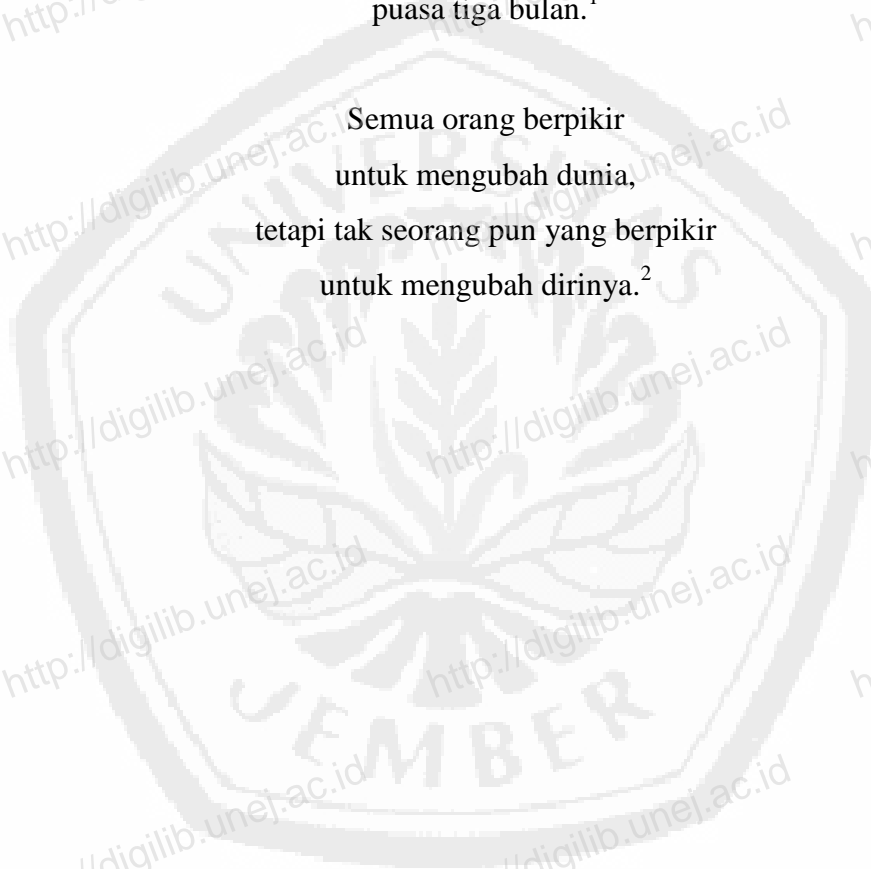 puasa tiga bulan.¹
Semua orang berpikir
untuk mengubah dunia,
tetapi tak seorang pun yang berpikir
untuk mengubah dirinya.²
UNIVERSITAS
JEMBER
http://digilib.unej.ac.id
http://digilib.unej.ac.id
http://digilib.unej.ac.id
http://digilib.unej.ac.id
http://digilib.unej.ac.id
http://digilib.unej.ac.id
http://digilib.unej.ac.id
http://digilib.unej.ac.id